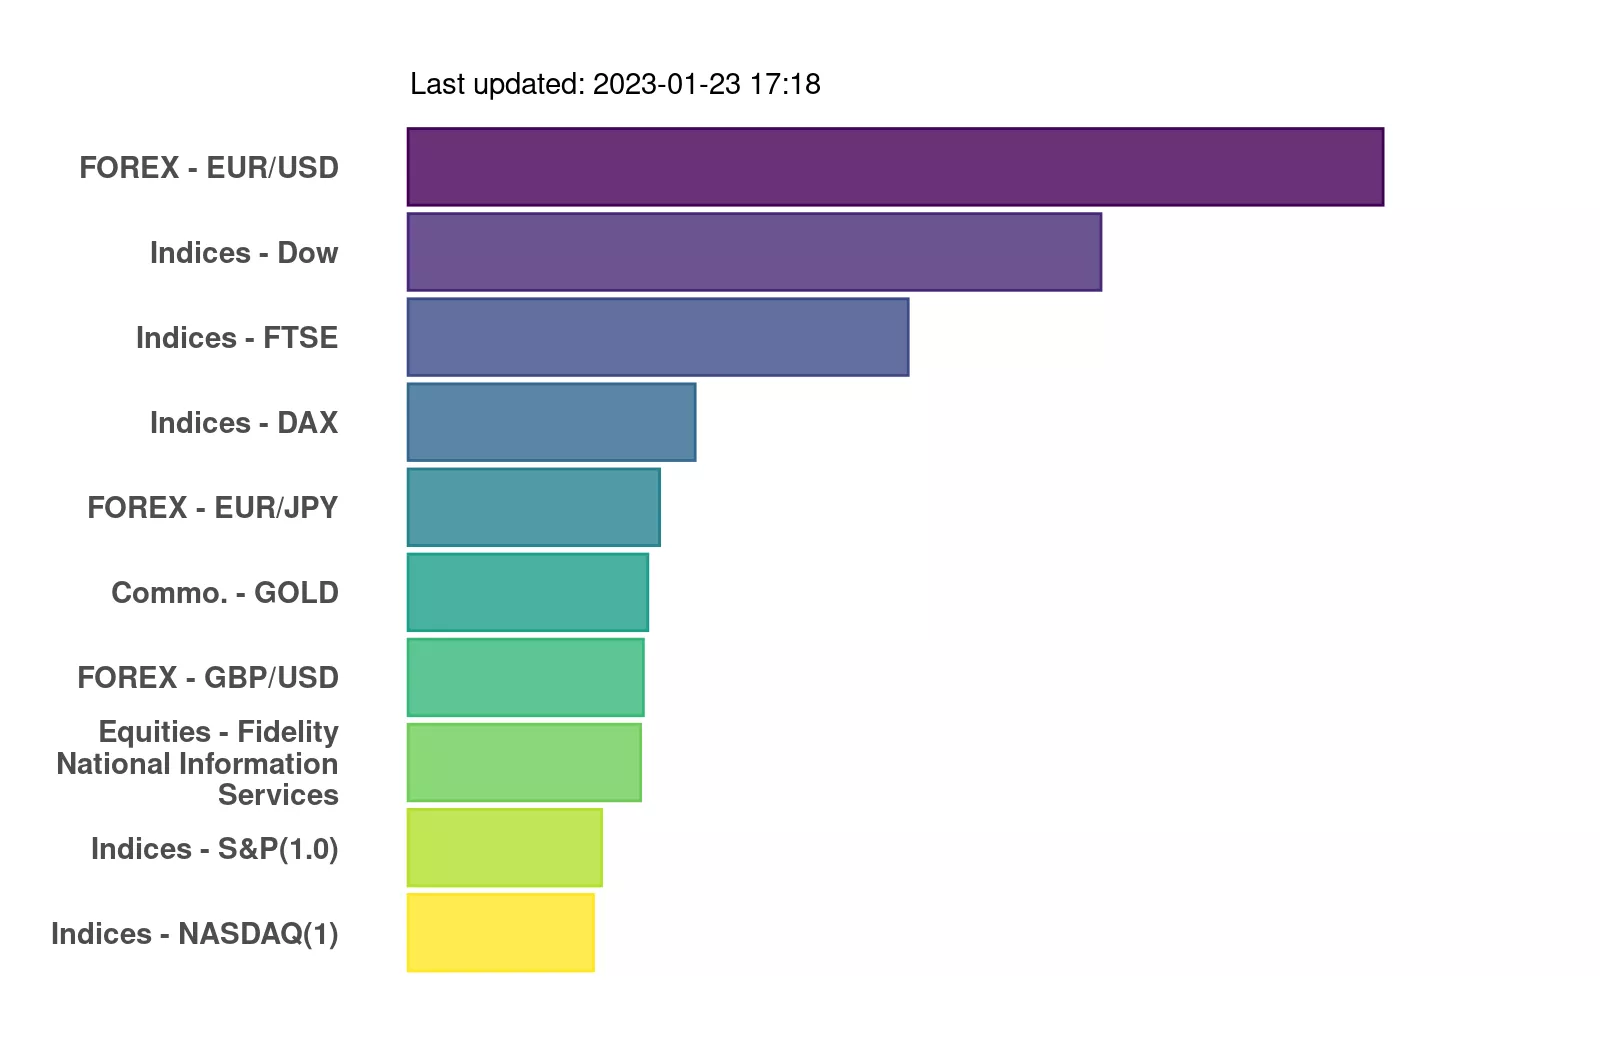 Last updated: 2023-01-23 17:18
FOREX - EUR/USD
Indices - Dow
Indices - FTSE
Indices - DAX
FOREX - EUR/JPY
Commo. - GOLD
FOREX - GBP/USD
Equities - Fidelity
National Information
Services
Indices - S&P(1.0)
Indices - NASDAQ(1)